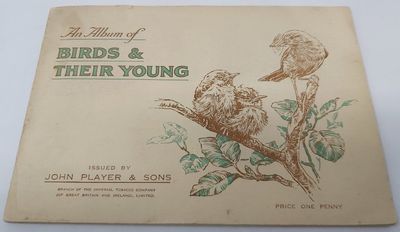 An Album of
BIRDS &
THEIR YOUNG
ISSUED BY
JOHN PLAYER & SONS
BRANCH OF THE IMPERIAL TOBACCO COMPANY
(OF GREAT BRITAIN AND IRELAND), LIMITED.
PRICE ONE PENNY